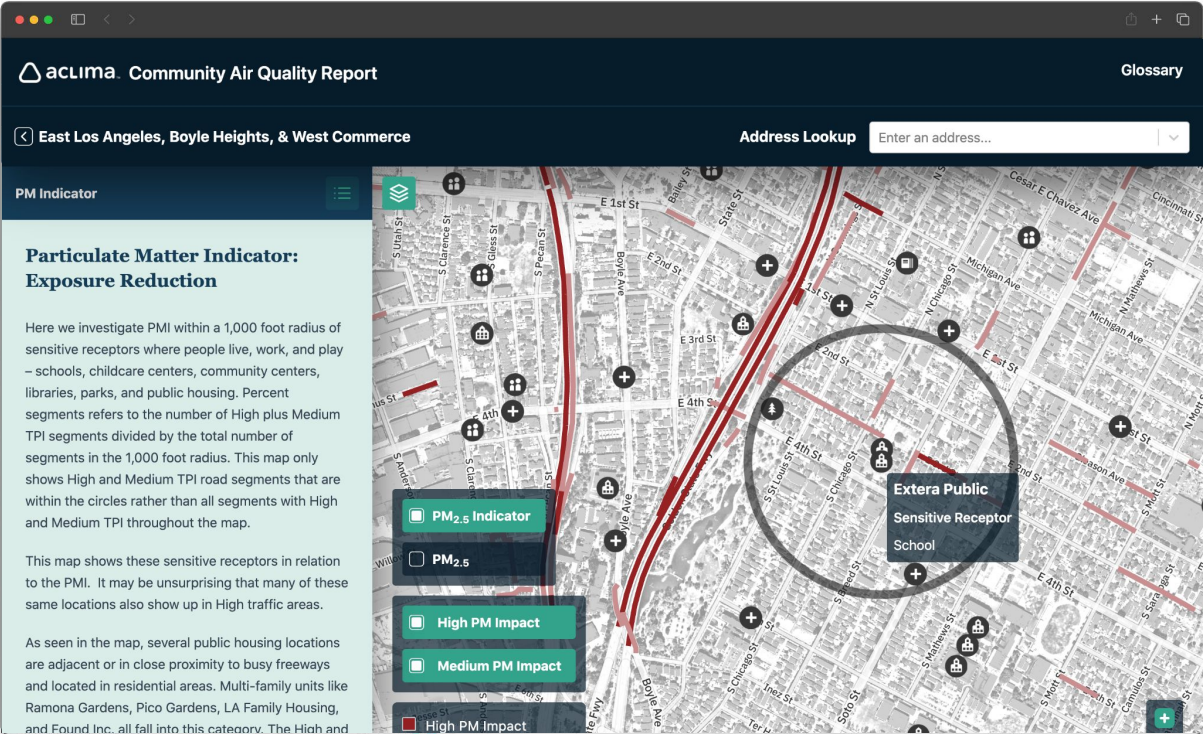 aclima. Community Air Quality Report
Glossary
East Los Angeles, Boyle Heights, & West Commerce
Address Lookup
Enter an address...
PM Indicator
Particulate Matter Indicator:
Exposure Reduction
Here we investigate PMI within a 1,000 foot radius of
sensitive receptors where people live, work, and play
– schools, childcare centers, community centers,
libraries, parks, and public housing. Percent
segments refers to the number of High plus Medium
TPI segments divided by the total number of
segments in the 1,000 foot radius. This map only
shows High and Medium TPI road segments that are
within the circles rather than all segments with High
and Medium TPI throughout the map.
This map shows these sensitive receptors in relation
to the PMI.  It may be unsurprising that many of these
same locations also show up in High traffic areas.
As seen in the map, several public housing locations
are adjacent or in close proximity to busy freeways
and located in residential areas. Multi-family units like
Ramona Gardens, Pico Gardens, LA Family Housing,
and Found Inc. all fall into this category. The High and
S Utah St
S Clarence St
S Gless St
S Pecan St
E 1st St
Boyle Ave
Bailey St
State St
E 2nd St
E 3rd St
E 4th S
1st St
N St Louis St
N Chicago St
Michigan Ave
Cesar E Chavez Ave
Cincinnati St
N Mathews St
Michigan Ave
E 1st St
E 2nd St
E 4th St
S St Louis St
S Chicago St
S Breed St
2nd St
S Mott St
E 4th St
S Mathews St
S Chicago St
Inez St
Soto St
S Mott St
Camulos St
Boyle Ave
Extera Public
Sensitive Receptor
School
PM2.5 Indicator
PM2.5
High PM Impact
Medium PM Impact
High PM Impact